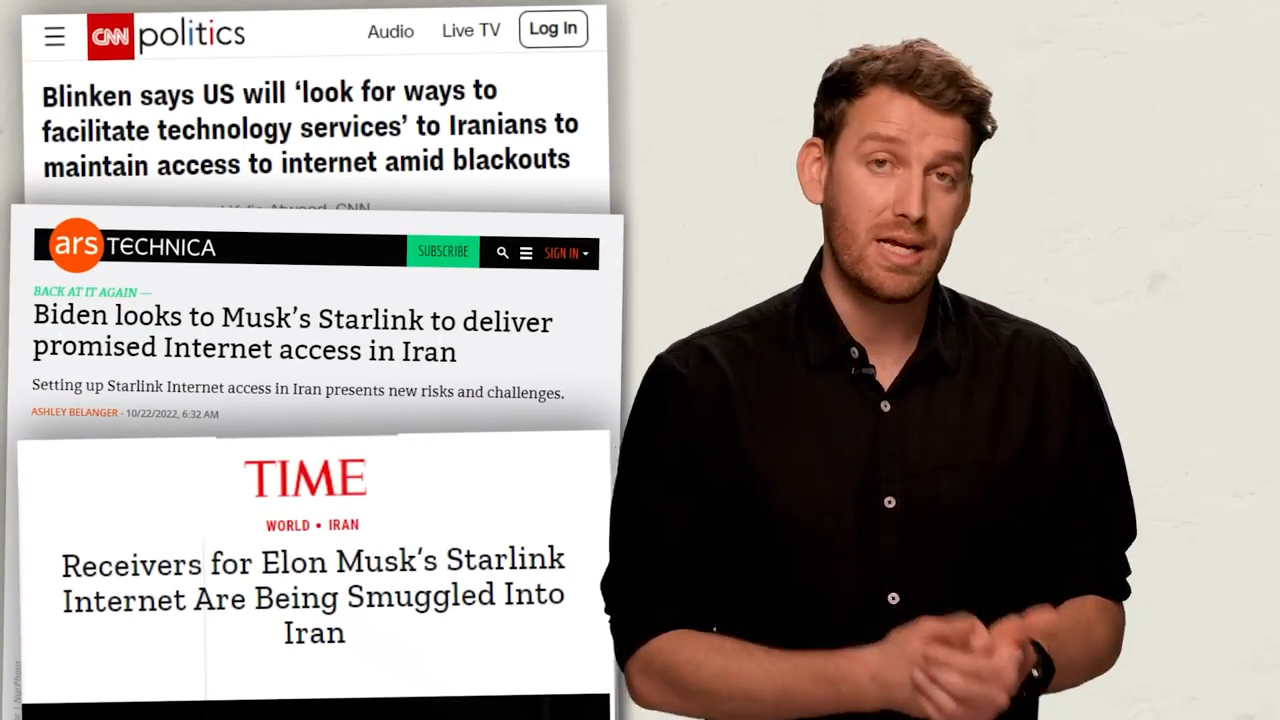 CNN politics Audio Live TV Log In
Blinken says US will ‘look for ways to
facilitate technology services’ to Iranians to
maintain access to internet amid blackouts
ars TECHNICA SUBSCRIBE SIGN IN
BACK AT IT AGAIN —
Biden looks to Musk’s Starlink to deliver
promised Internet access in Iran
Setting up Starlink Internet access in Iran presents new risks and challenges.
ASHLEY BELANGER - 10/22/2022, 6:32 AM
TIME
WORLD • IRAN
Receivers for Elon Musk’s Starlink
Internet Are Being Smuggled Into
Iran